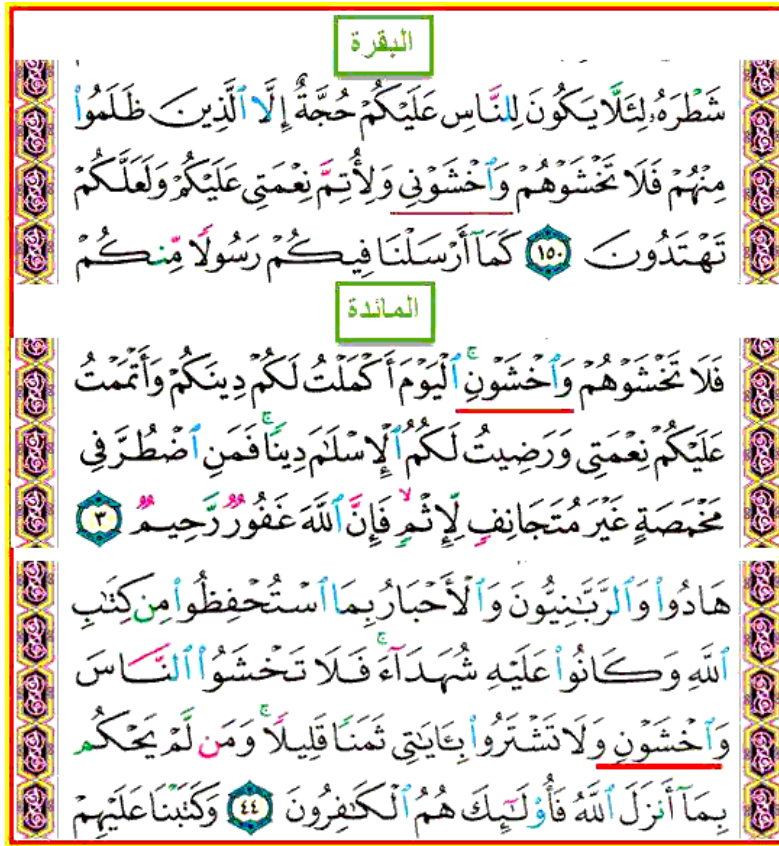 البقرة
شَطْرَهُۥ لِئَلَّا يَكُونَ لِلنَّاسِ عَلَيْكُمْ حُجَّةٌ إِلَّا ٱلَّذِينَ ظَلَمُوا۟
مِنْهُمْ فَلَا تَخْشَوْهُمْ وَٱخْشَوْنِى وَلِأُتِمَّ نِعْمَتِى عَلَيْكُمْ وَلَعَلَّكُمْ
تَهْتَدُونَ ١٥٠ كَمَآ أَرْسَلْنَا فِيكُمْ رَسُولًا مِّنكُمْ
المائدة
فَلَا تَخْشَوْهُمْ وَٱخْشَوْنِ ۚ ٱلْيَوْمَ أَكْمَلْتُ لَكُمْ دِينَكُمْ وَأَتْمَمْتُ
عَلَيْكُمْ نِعْمَتِى وَرَضِيتُ لَكُمُ ٱلْإِسْلَٰمَ دِينًا ۚ فَمَنِ ٱضْطُرَّ فِى
مَخْمَصَةٍ غَيْرَ مُتَجَانِفٍ لِّإِثْمٍ ۙ فَإِنَّ ٱللَّهَ غَفُورٌ رَّحِيمٌ ٣
هَادُوا۟ وَٱلرَّبَّٰنِيُّونَ وَٱلْأَحْبَارُ بِمَا ٱسْتُحْفِظُوا۟ مِن كِتَٰبِ
ٱللَّهِ وَكَانُوا۟ عَلَيْهِ شُهَدَآءَ ۚ فَلَا تَخْشَوُا۟ ٱلنَّاسَ
وَٱخْشَوْنِ وَلَا تَشْتَرُوا۟ بِـَٔايَٰتِى ثَمَنًا قَلِيلًا ۚ وَمَن لَّمْ يَحْكُم
بِمَآ أَنزَلَ ٱللَّهُ فَأُو۟لَٰٓئِكَ هُمُ ٱلْكَٰفِرُونَ ٤٤ وَكَتَبْنَا عَلَيْهِمْ